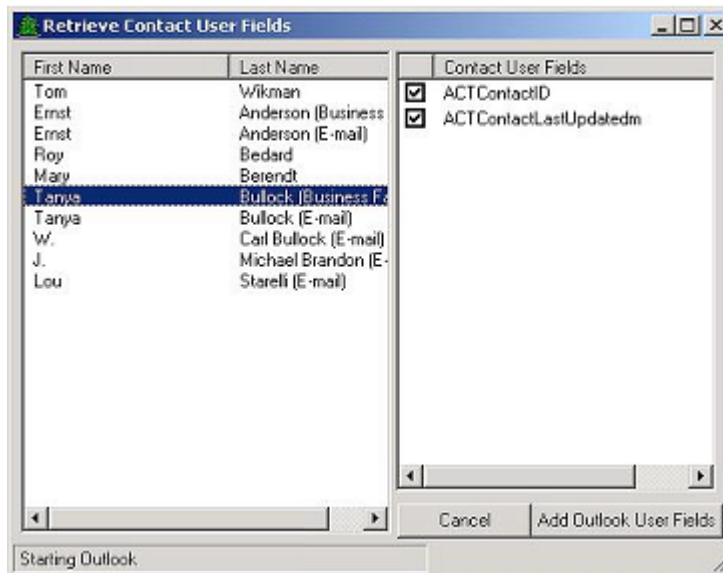 Retrieve Contact User Fields
First Name Last Name
Tom Wikman
Ernst Anderson (Business
Ernst Anderson (E-mail)
Roy Bedard
Mary Berendt
Tanya Bullock (Business Fa
Tanya Bullock (E-mail)
W. Carl Bullock (E-mail)
J. Michael Brandon (E-
Lou Starelli (E-mail)
Contact User Fields
ACTContactID
ACTContactLastUpdatedm
Cancel Add Outlook User Fields
Starting Outlook